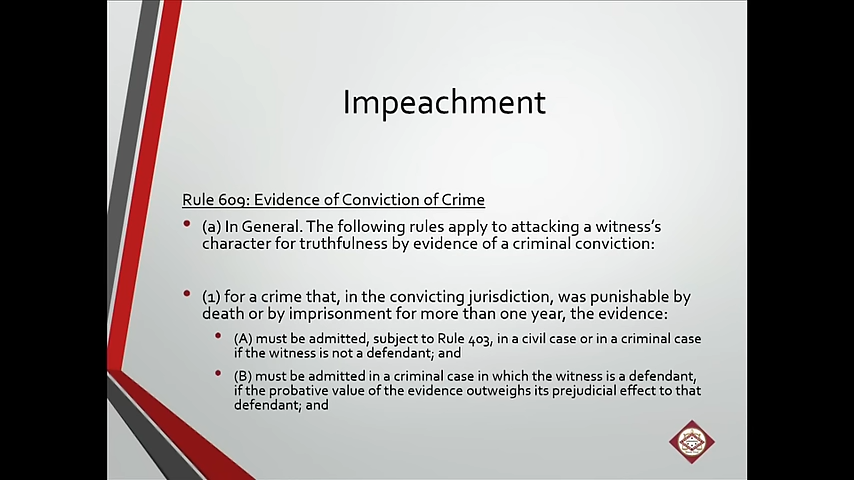 Impeachment
Rule 609: Evidence of Conviction of Crime
• (a) In General. The following rules apply to attacking a witness's
character for truthfulness by evidence of a criminal conviction:
• (1) for a crime that, in the convicting jurisdiction, was punishable by
death or by imprisonment for more than one year, the evidence:
• (A) must be admitted, subject to Rule 403, in a civil case or in a criminal case
if the witness is not a defendant; and
• (B) must be admitted in a criminal case in which the witness is a defendant,
if the probative value of the evidence outweighs its prejudicial effect to that
defendant; and